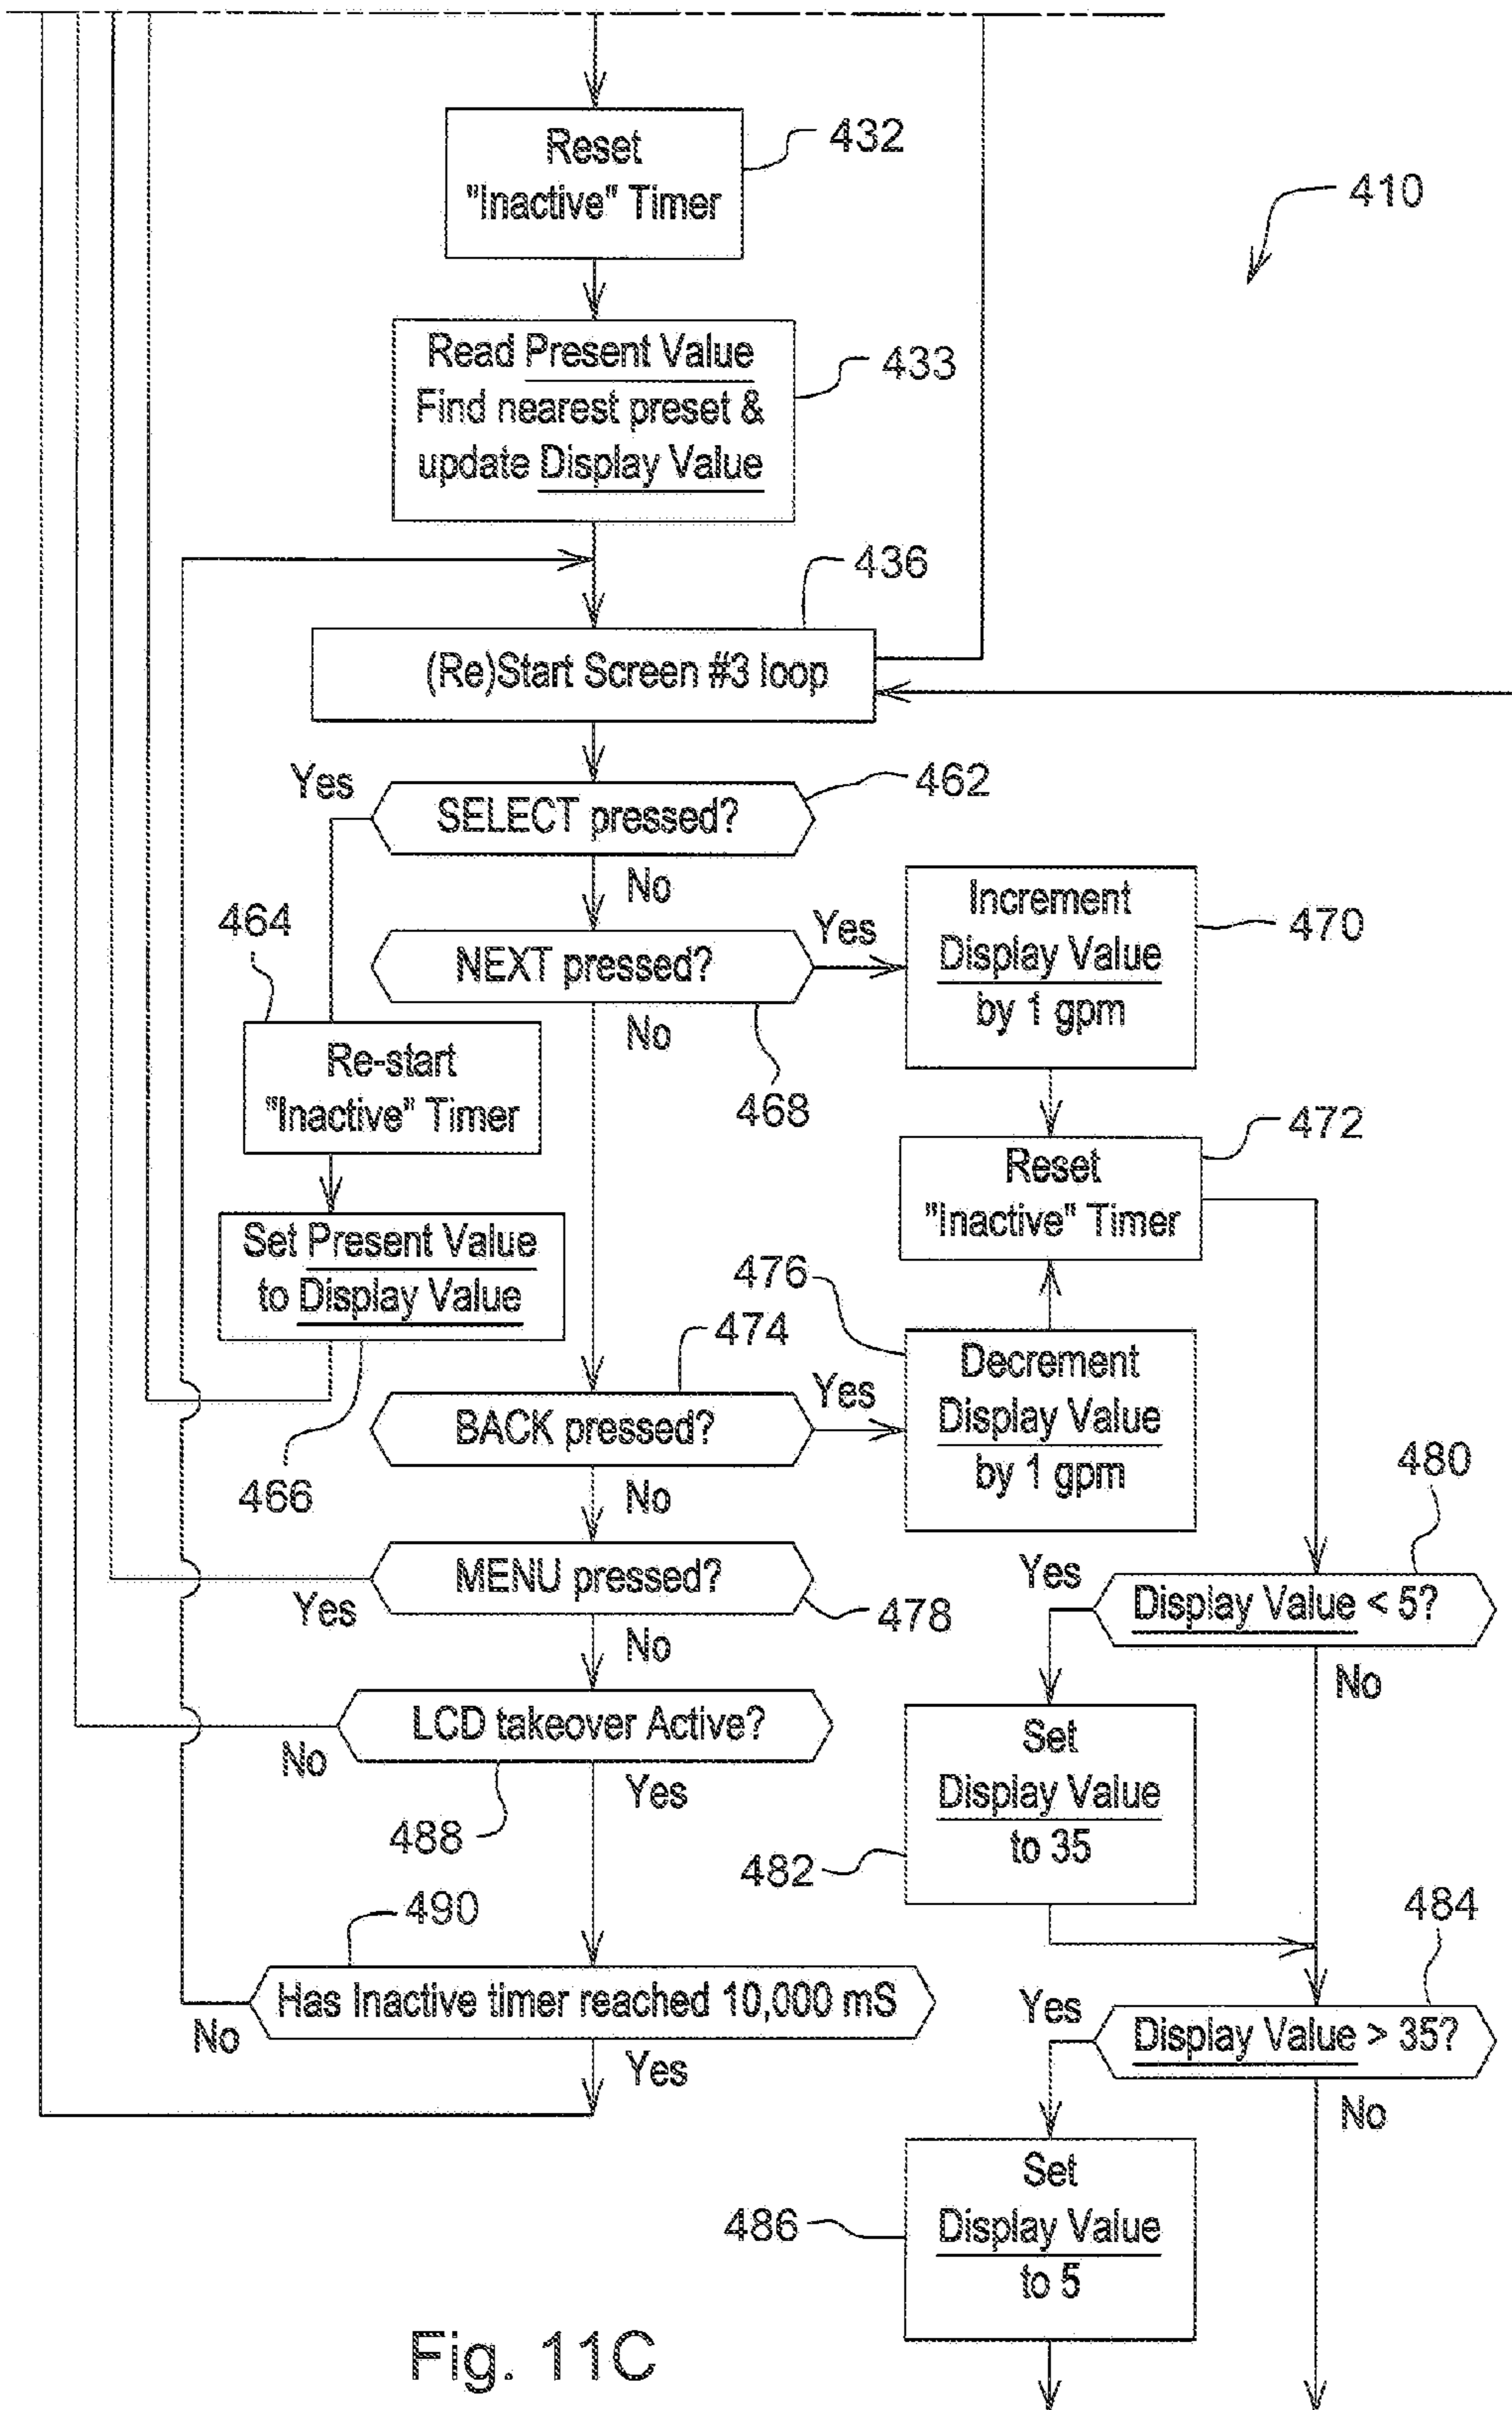 Reset
"Inactive" Timer
432
410
Read Present Value
Find nearest preset &
update Display Value
433
436
(Re)Start Screen #3 loop
Yes
SELECT pressed?
462
No
464
NEXT pressed?
Yes
Increment
Display Value
by 1 gpm
470
No
468
Re-start
"Inactive" Timer
Reset
"Inactive" Timer
472
Set Present Value
to Display Value
466
474
476
BACK pressed?
Yes
Decrement
Display Value
by 1 gpm
No
480
MENU pressed?
Yes
478
No
Yes
Display Value < 5?
No
LCD takeover Active?
No
Yes
488
Set
Display Value
to 35
482
490
484
Has Inactive timer reached 10,000 mS
No
Yes
Yes
Display Value > 35?
No
486
Set
Display Value
to 5
Fig. 11C